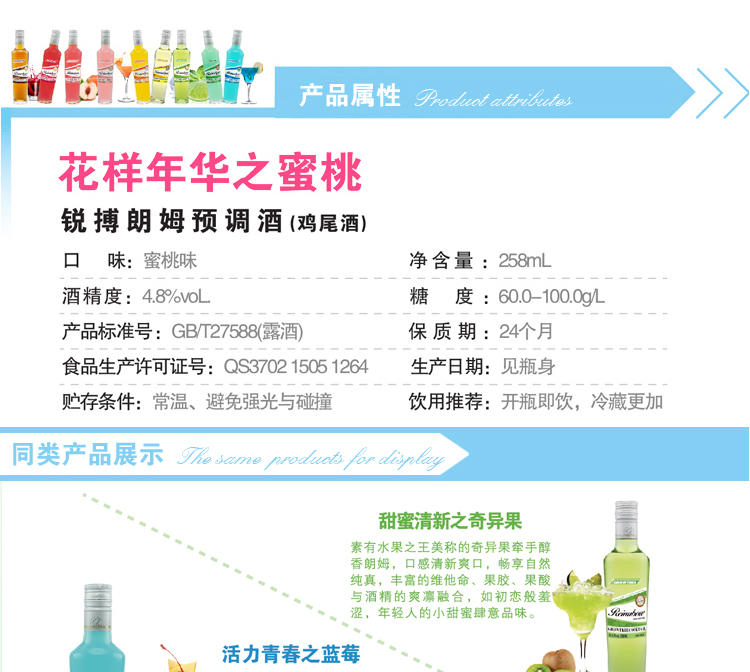 产品属性 Product attributes
花样年华之蜜桃
锐搏朗姆预调酒(鸡尾酒)
口 味: 蜜桃味 净含量: 258mL
酒精度: 4.8%voL. 糖 度: 60.0-100.0g/L
产品标准号: GB/T27588(露酒) 保质期: 24个月
食品生产许可证号: QS3702 1505 1264 生产日期: 见瓶身
贮存条件: 常温、避免强光与碰撞 饮用推荐: 开瓶即饮，冷藏更加
同类产品展示 The same products for display
甜蜜清新之奇异果
素有水果之王美称的奇异果牵手醇
香朗姆，口感清新爽口，畅享自然
纯真，丰富的维他命、果胶、果酸
与酒精的爽凛融合，如初恋般羞
涩，年轻人的小甜蜜肆意品味。
活力青春之蓝莓